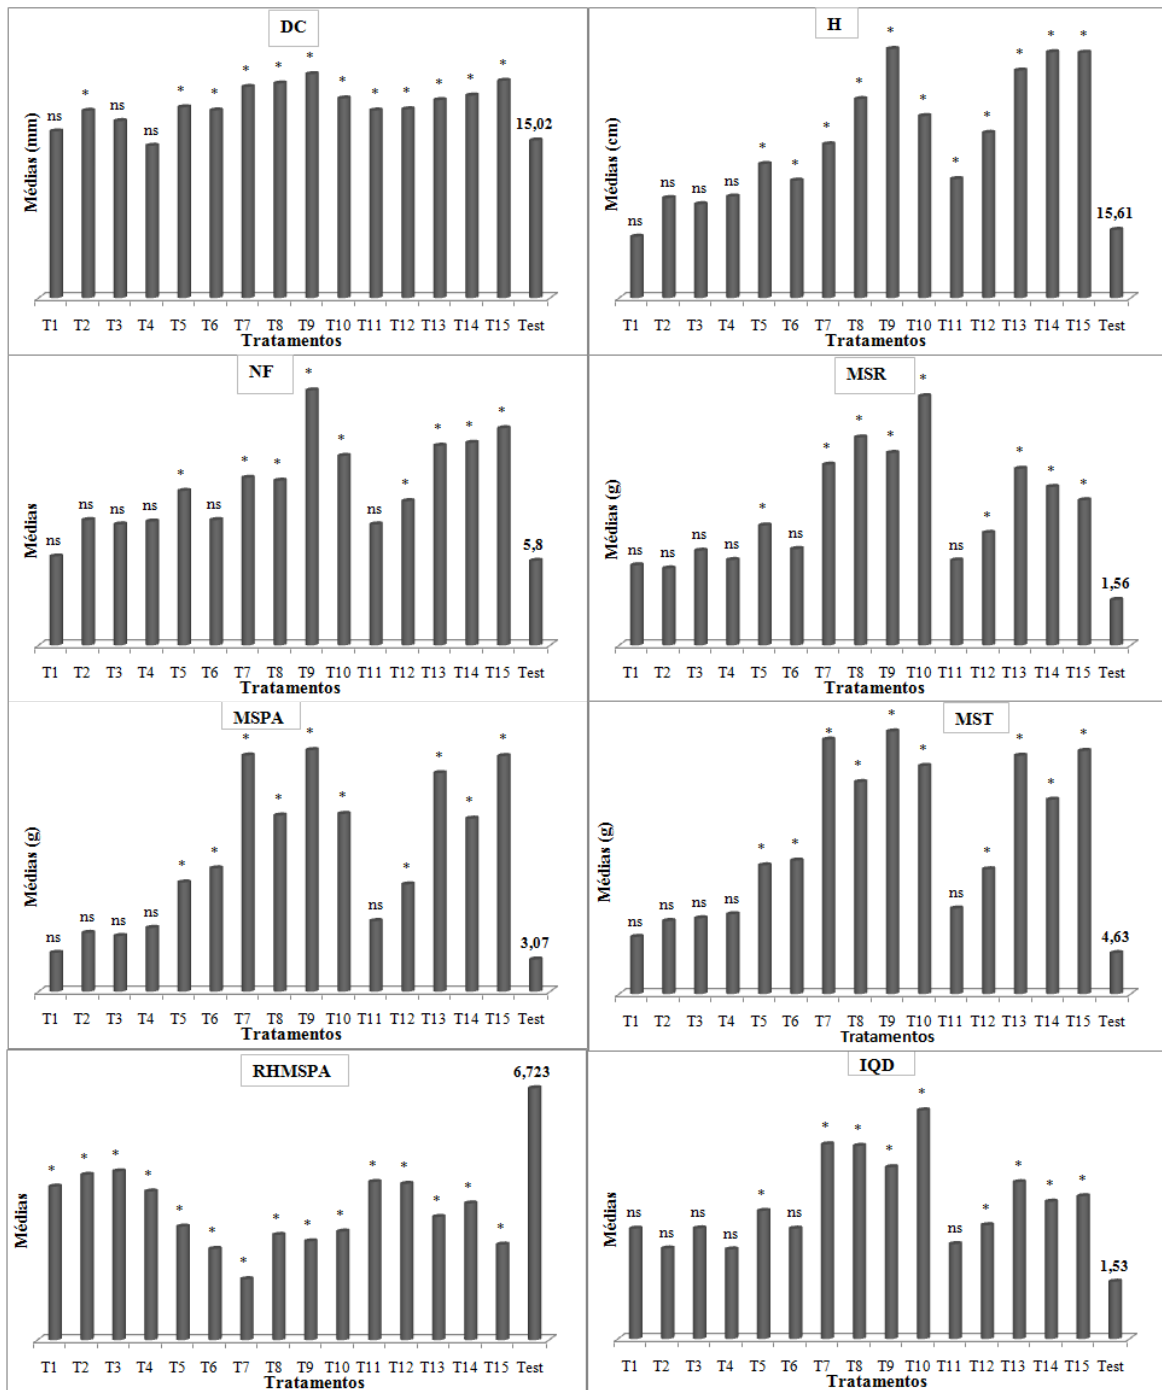 DC
Médias (mm)
ns * ns ns * * * * * * * * * * * 15,02
T1 T2 T3 T4 T5 T6 T7 T8 T9 T10 T11 T12 T13 T14 T15 Test
Tratamentos
H
Médias (cm)
ns ns ns ns * * * * * * * * * * * 15,61
T1 T2 T3 T4 T5 T6 T7 T8 T9 T10 T11 T12 T13 T14 T15 Test
Tratamentos
NF
Médias
ns ns ns ns * ns * * * * ns * * * * 5,8
T1 T2 T3 T4 T5 T6 T7 T8 T9 T10 T11 T12 T13 T14 T15 Test
Tratamentos
MSR
Médias (g)
ns ns ns ns * ns * * * * ns * * * * 1,56
T1 T2 T3 T4 T5 T6 T7 T8 T9 T10 T11 T12 T13 T14 T15 Test
Tratamentos
MSPA
Médias (g)
ns ns ns ns * * * * * * ns * * * * 3,07
T1 T2 T3 T4 T5 T6 T7 T8 T9 T10 T11 T12 T13 T14 T15 Test
Tratamentos
MST
Médias (g)
ns ns ns ns * * * * * * ns * * * * 4,63
T1 T2 T3 T4 T5 T6 T7 T8 T9 T10 T11 T12 T13 T14 T15 Test
Tratamentos
RHMSPA
Médias
* * * * * * * * * * * * * * * 6,723
T1 T2 T3 T4 T5 T6 T7 T8 T9 T10 T11 T12 T13 T14 T15 Test
Tratamentos
IQD
Médias
ns ns ns ns * ns * * * * ns * * * * 1,53
T1 T2 T3 T4 T5 T6 T7 T8 T9 T10 T11 T12 T13 T14 T15 Test
Tratamentos